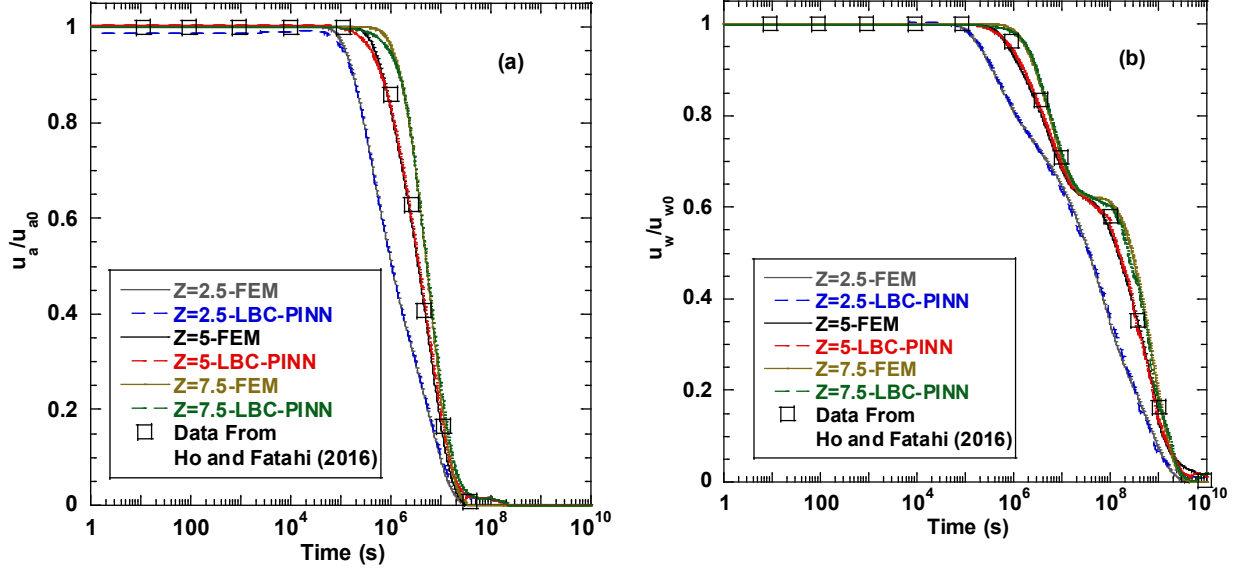 (a)
1
0.8
0.6
0.4
0.2
0
u_a/u_a0
Z=2.5-FEM
Z=2.5-LBC-PINN
Z=5-FEM
Z=5-LBC-PINN
Z=7.5-FEM
Z=7.5-LBC-PINN
Data From
Ho and Fatahi (2016)
1 100 10^4 10^6 10^8 10^10
Time (s)
(b)
1
0.8
0.6
0.4
0.2
0
u_w/u_w0
Z=2.5-FEM
Z=2.5-LBC-PINN
Z=5-FEM
Z=5-LBC-PINN
Z=7.5-FEM
Z=7.5-LBC-PINN
Data From
Ho and Fatahi (2016)
1 100 10^4 10^6 10^8 10^10
Time (s)